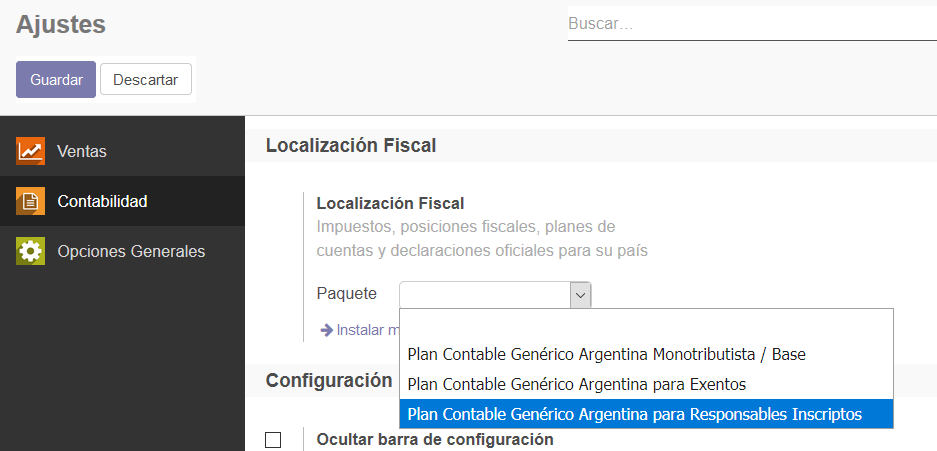 Ajustes
Buscar...
Guardar
Descartar
Ventas
Contabilidad
Opciones Generales
Localización Fiscal
Localización Fiscal
Impuestos, posiciones fiscales, planes de
cuentas y declaraciones oficiales para su país
Paquete
Instalar m
Plan Contable Genérico Argentina Monotributista / Base
Plan Contable Genérico Argentina para Exentos
Plan Contable Genérico Argentina para Responsables Inscriptos
Configuración
Ocultar barra de configuración